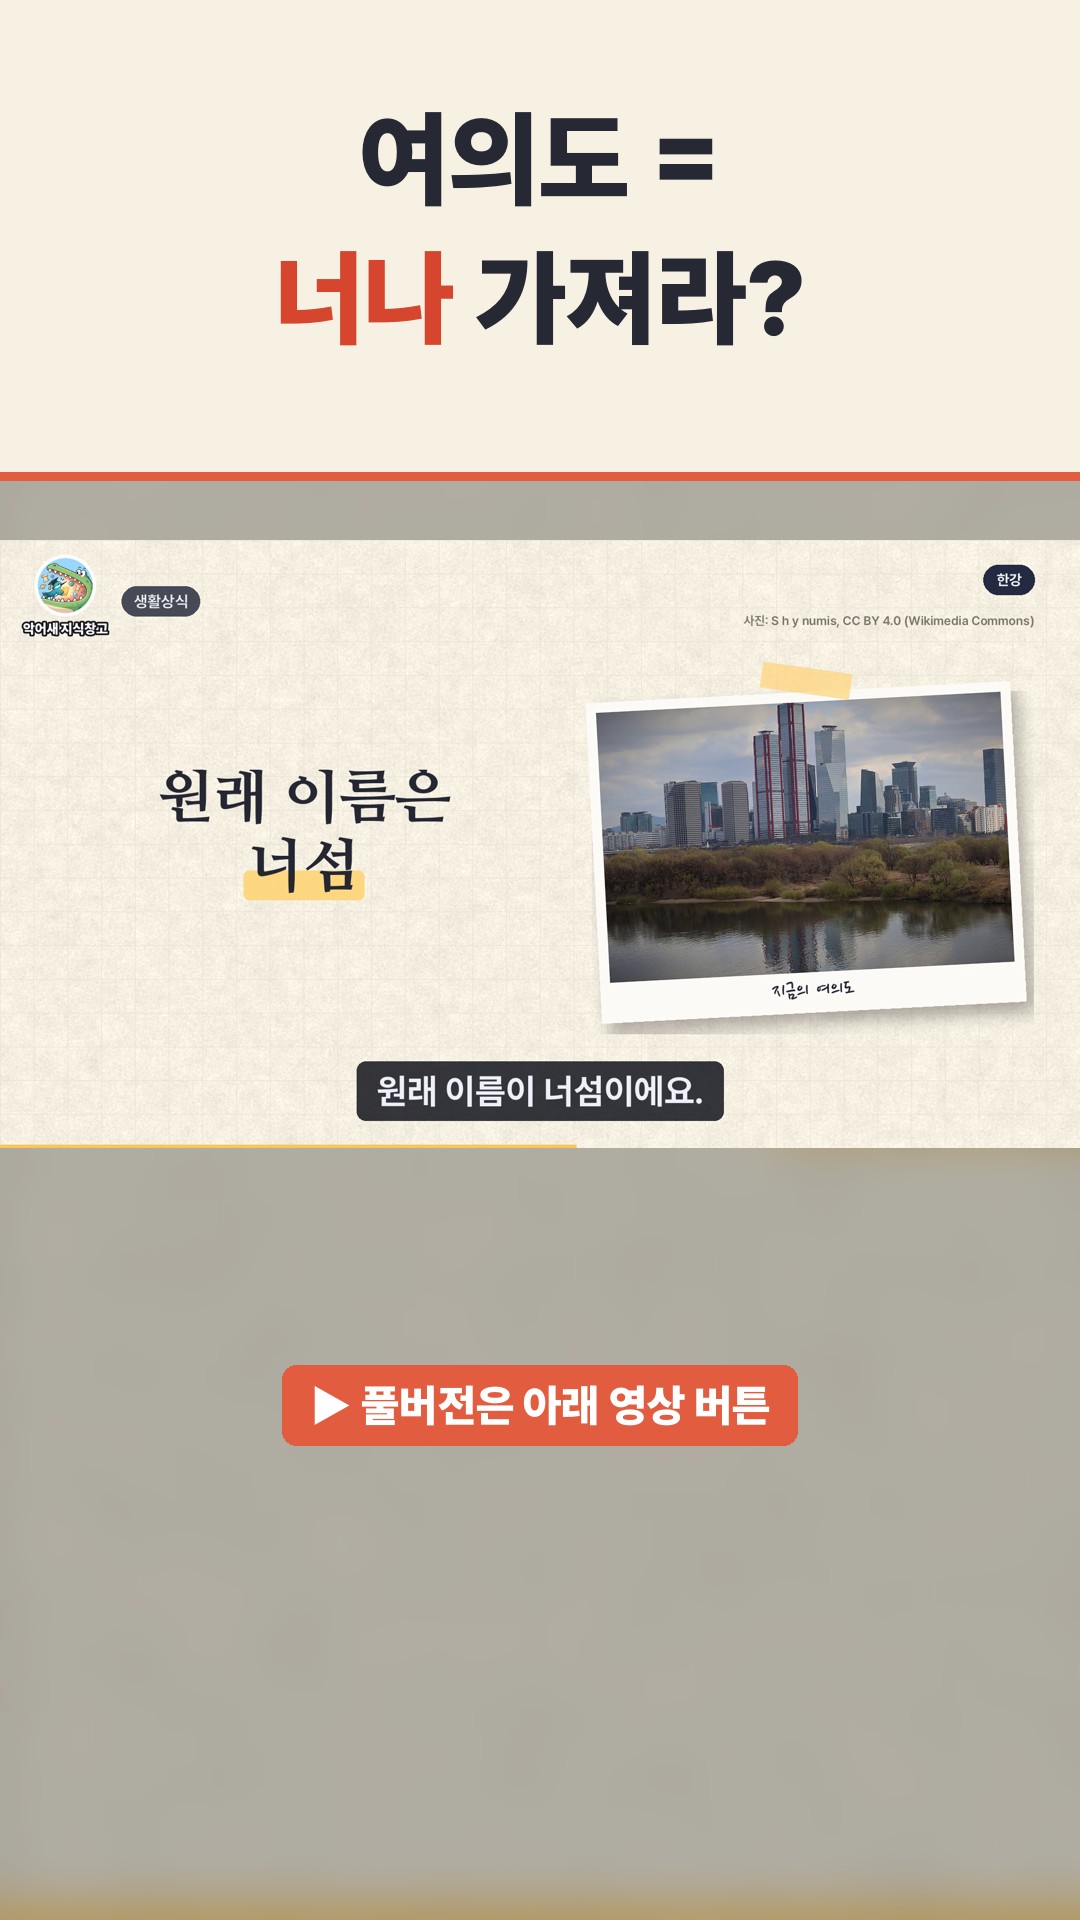 여의도 =
너나 가져라?
생활상식
악어새 지식창고
한강
사진: S h y numis, CC BY 4.0 (Wikimedia Commons)
원래 이름은
너섬
지금의 여의도
원래 이름이 너섬이에요.
▶ 풀버전은 아래 영상 버튼